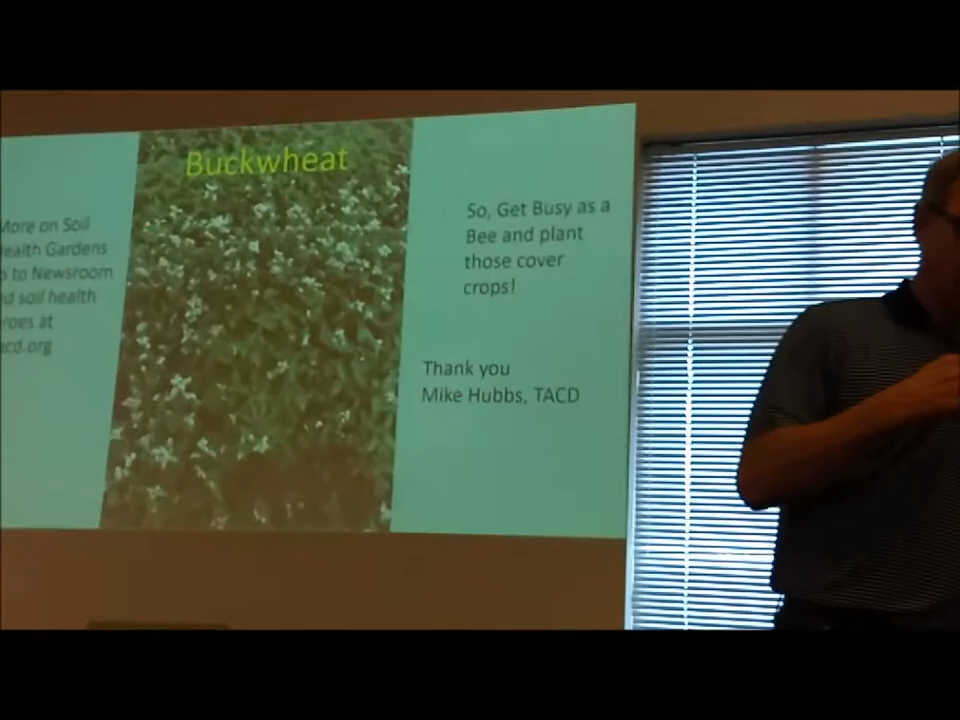 Buckwheat
More on Soil
ealth Gardens
o to Newsroom
nd soil health
roes at
acd.org
So, Get Busy as a
Bee and plant
those cover
crops!
Thank you
Mike Hubbs, TACD